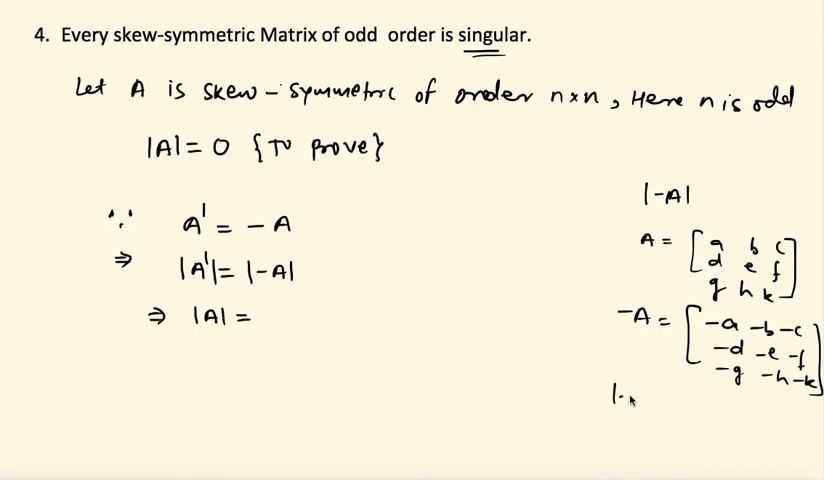 4. Every skew-symmetric Matrix of odd order is singular.
Let A is skew-symmetric of order n×n, Here n is odd
|A| = 0 {To prove}
∵ A' = -A
⇒ |A'| = |-A|
⇒ |A| =
|-A|
A = [a b c
d e f
g h k]
-A = [-a -b -c
-d -e -f
-g -h -k]
|-